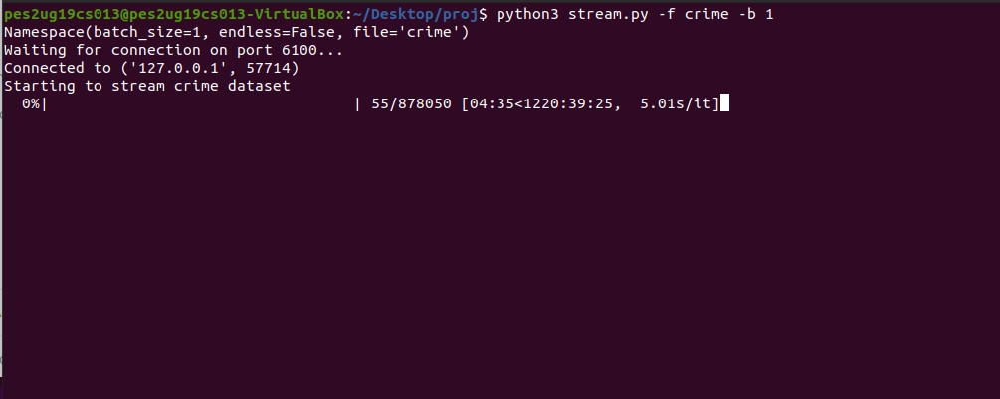 pes2ug19cs013@pes2ug19cs013-VirtualBox:~/Desktop/proj$ python3 stream.py -f crime -b 1
Namespace(batch_size=1, endless=False, file='crime')
Waiting for connection on port 6100...
Connected to ('127.0.0.1', 57714)
Starting to stream crime dataset
  0%|                                  | 55/878050 [04:35<1220:39:25,  5.01s/it]